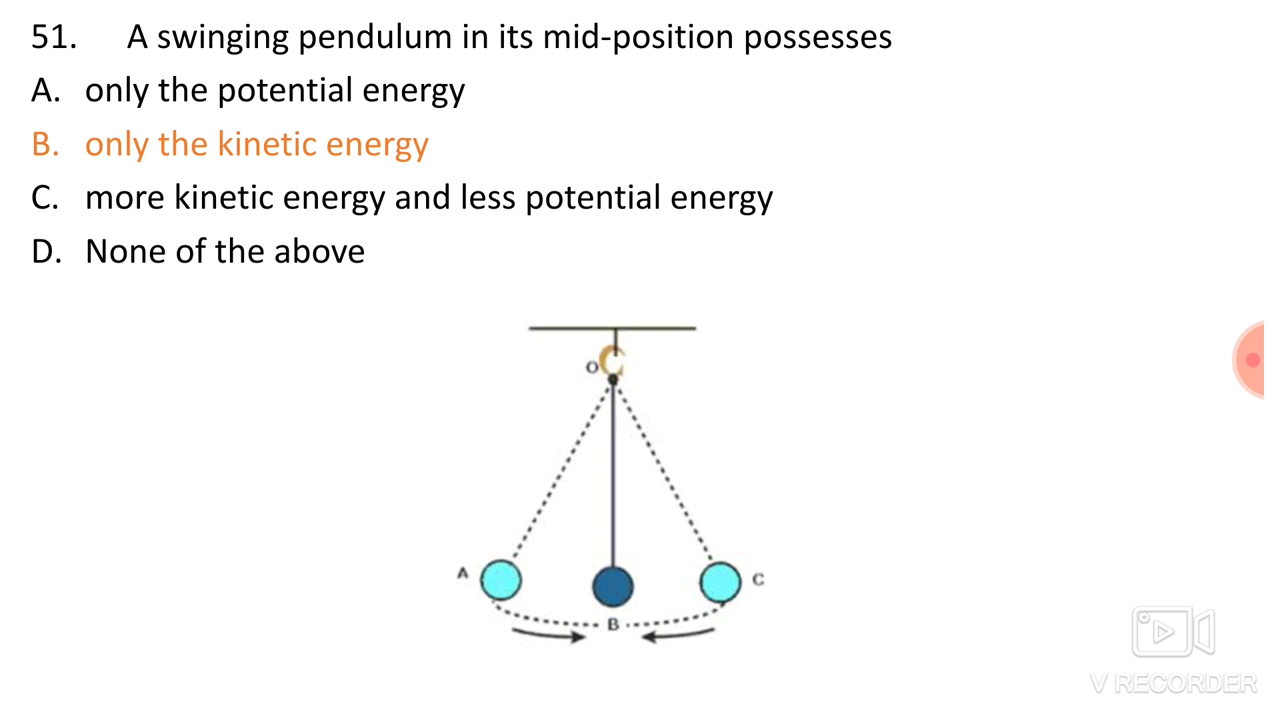 51. A swinging pendulum in its mid-position possesses
A. only the potential energy
B. only the kinetic energy
C. more kinetic energy and less potential energy
D. None of the above
O
A
C
B
V RECORDER